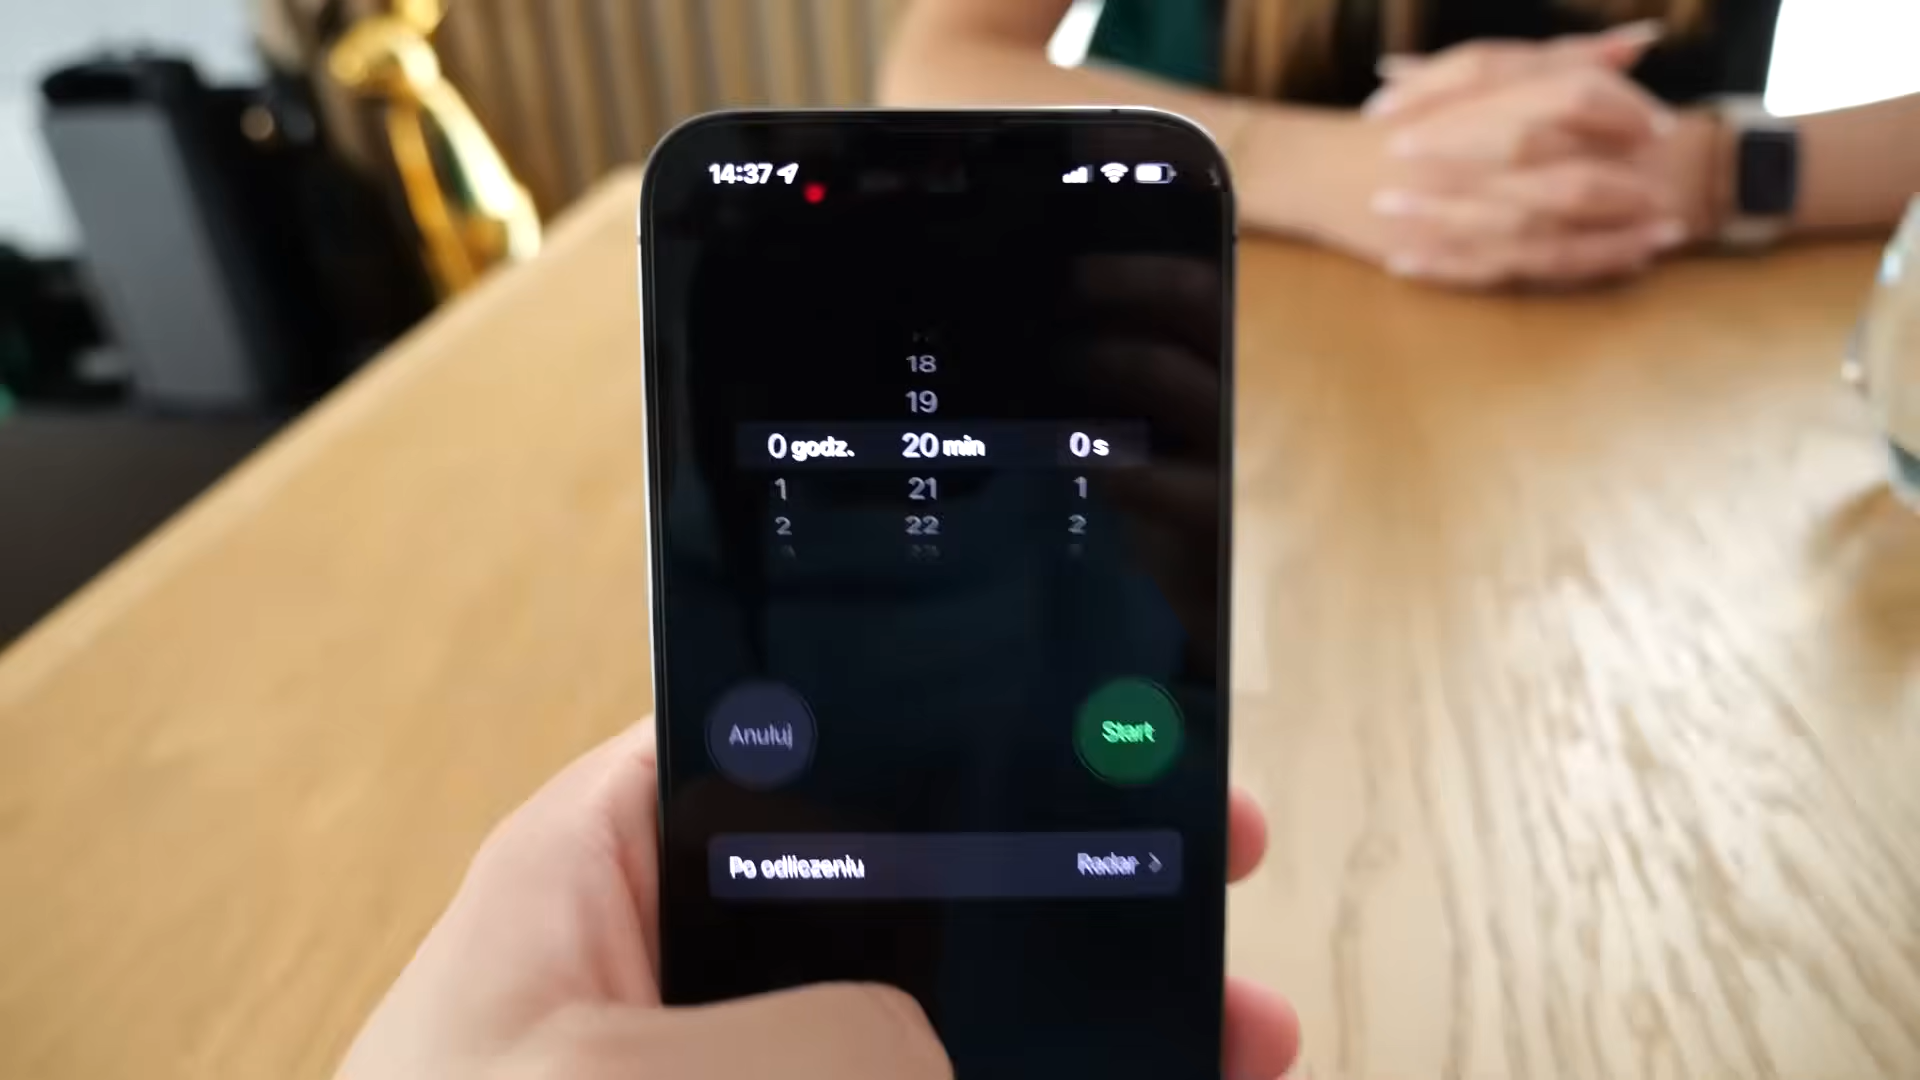 14:37
18
19
0 godz. 20 min 0 s
1 21 1
2 22 2
Anuluj Start
Po odliczeniu Radar